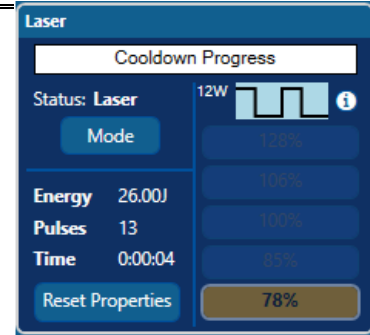 Laser
Cooldown Progress
Status: Laser
12W
Mode
128%
106%
100%
85%
78%
Energy 26.00J
Pulses 13
Time 0:00:04
Reset Properties